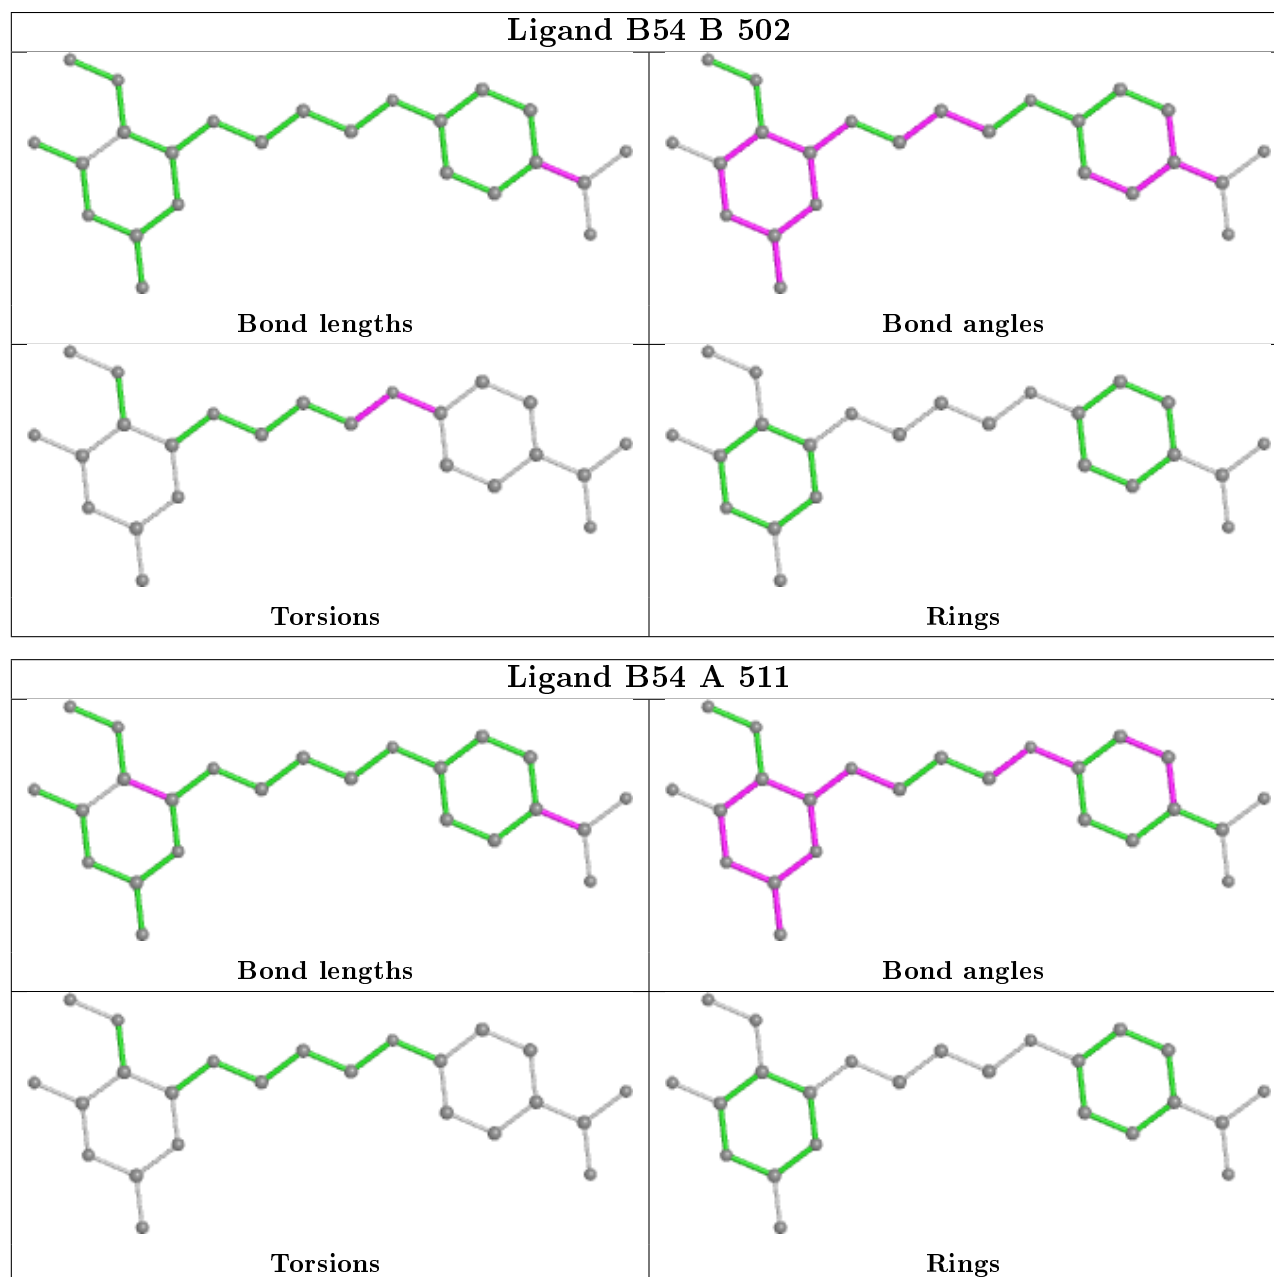 Ligand B54 B 502
Bond lengths
Bond angles
Torsions
Rings
Ligand B54 A 511
Bond lengths
Bond angles
Torsions
Rings